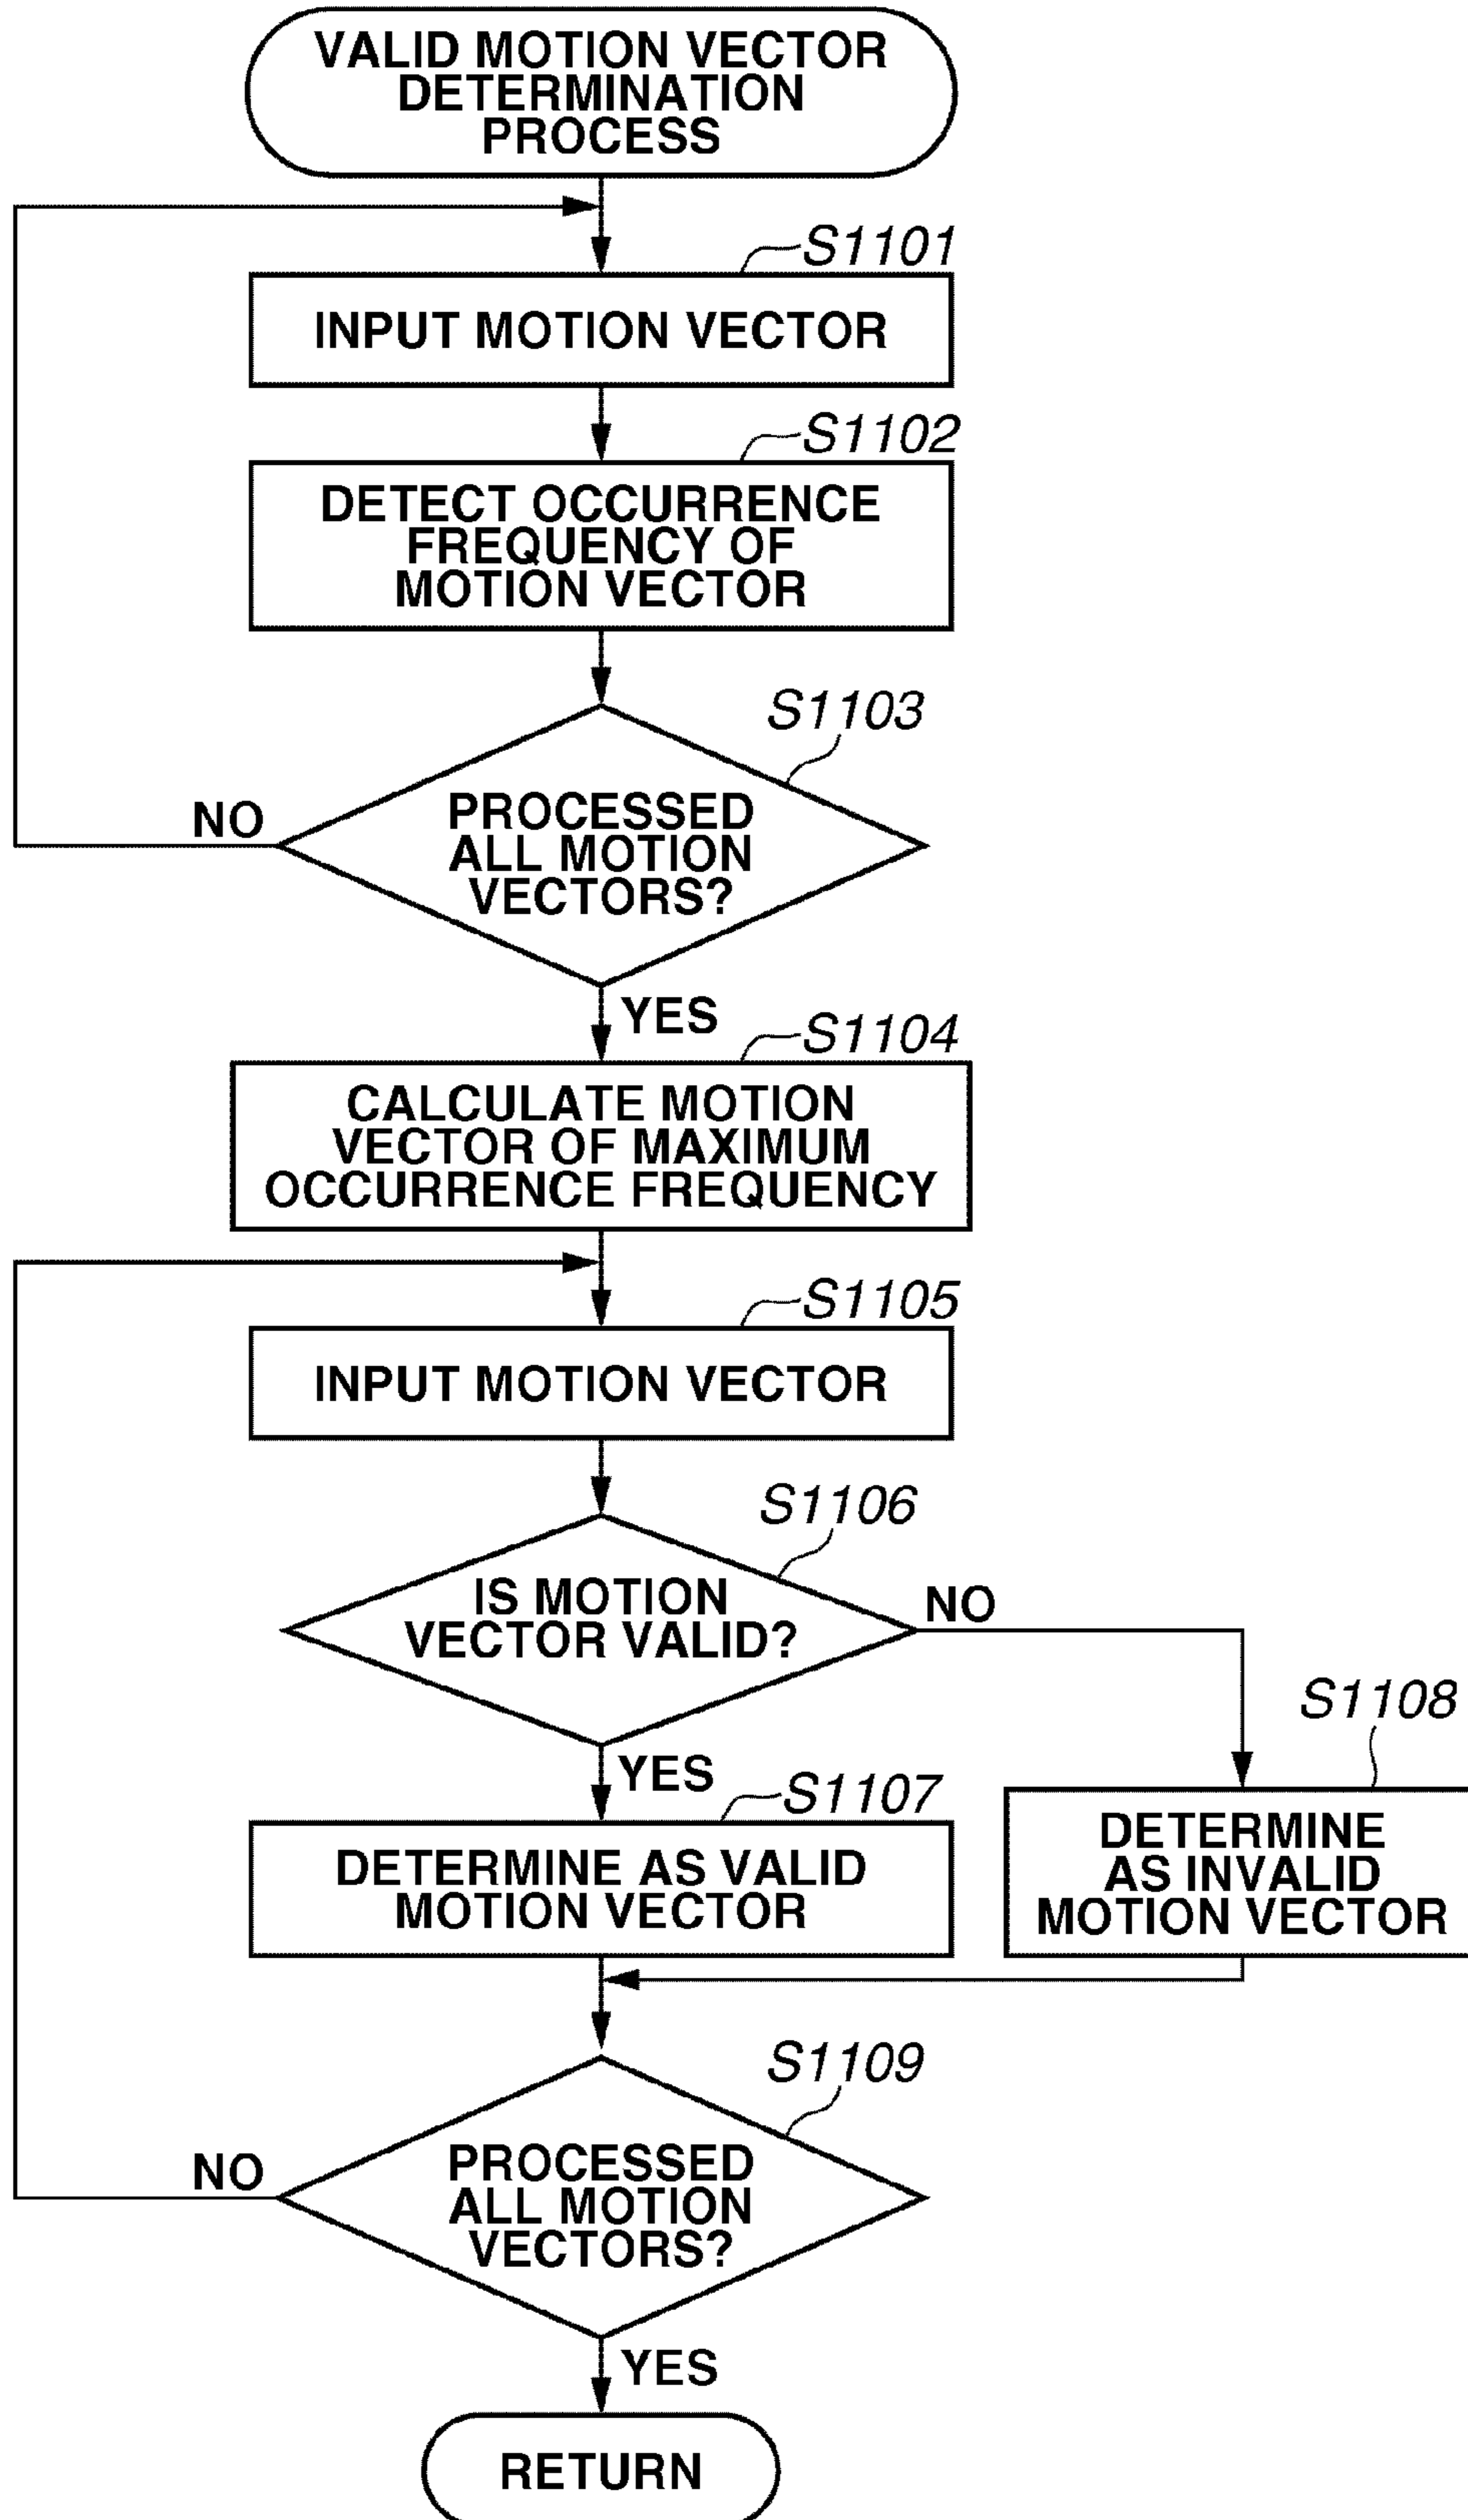 VALID MOTION VECTOR
DETERMINATION
PROCESS
S1101
INPUT MOTION VECTOR
S1102
DETECT OCCURRENCE
FREQUENCY OF
MOTION VECTOR
S1103
PROCESSED
ALL MOTION
VECTORS?
NO
YES
S1104
CALCULATE MOTION
VECTOR OF MAXIMUM
OCCURRENCE FREQUENCY
S1105
INPUT MOTION VECTOR
S1106
IS MOTION
VECTOR VALID?
NO
YES
S1107
DETERMINE AS VALID
MOTION VECTOR
S1108
DETERMINE
AS INVALID
MOTION VECTOR
S1109
PROCESSED
ALL MOTION
VECTORS?
NO
YES
RETURN